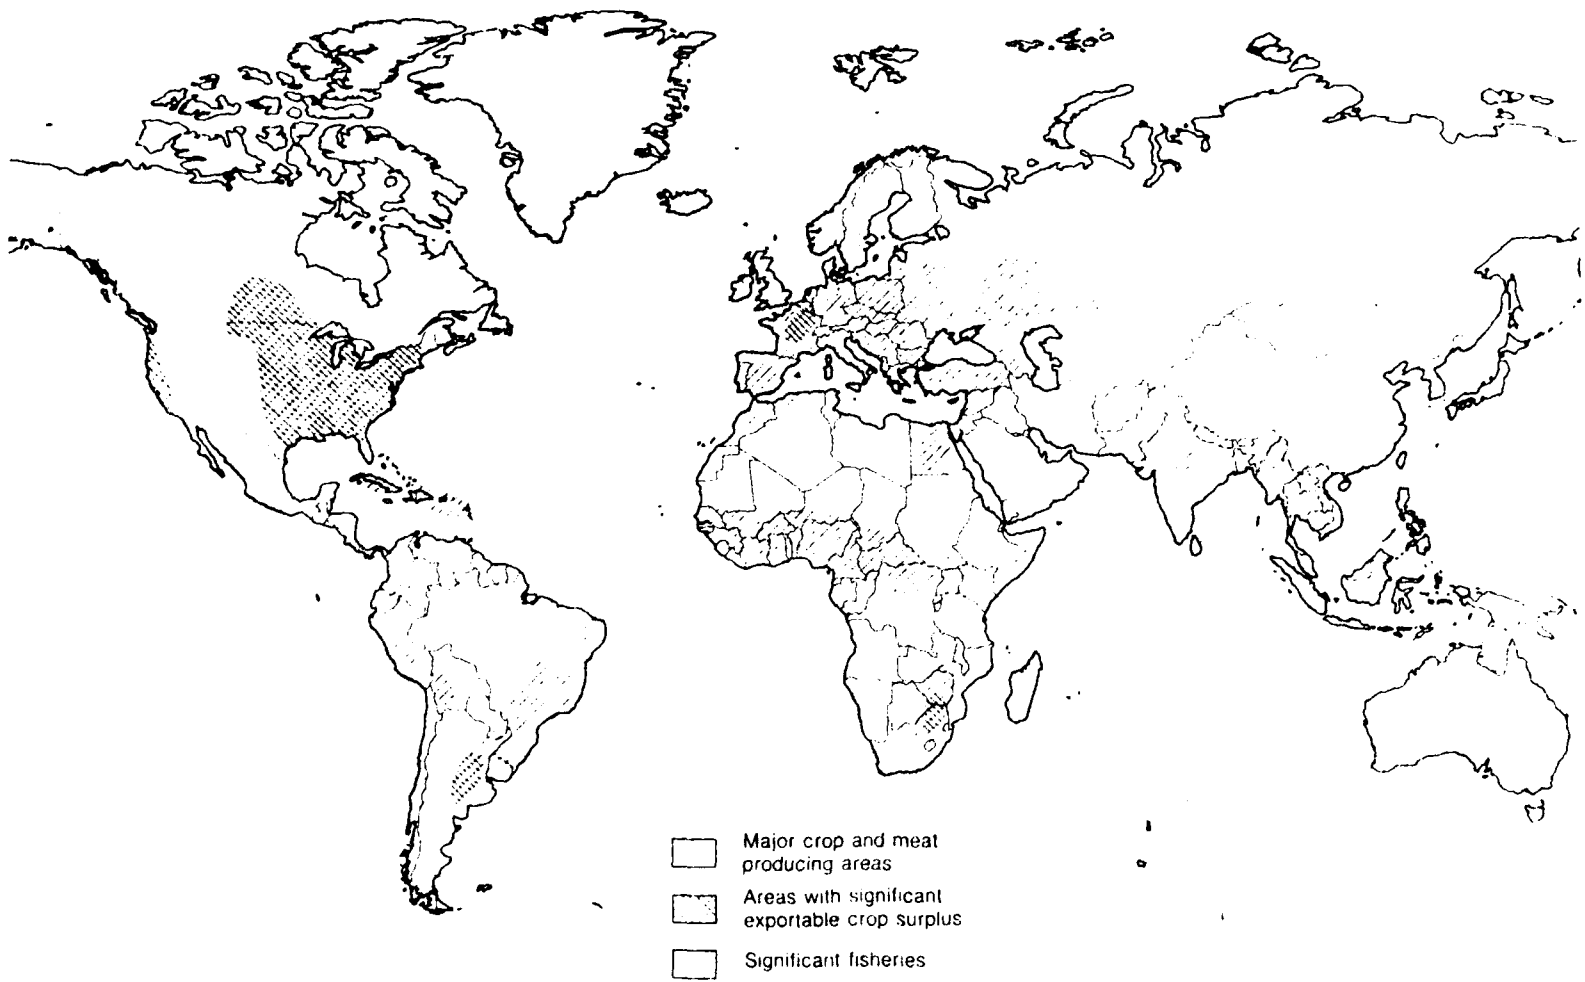 Major crop and meat
producing areas
Areas with significant
exportable crop surplus
Significant fisheries